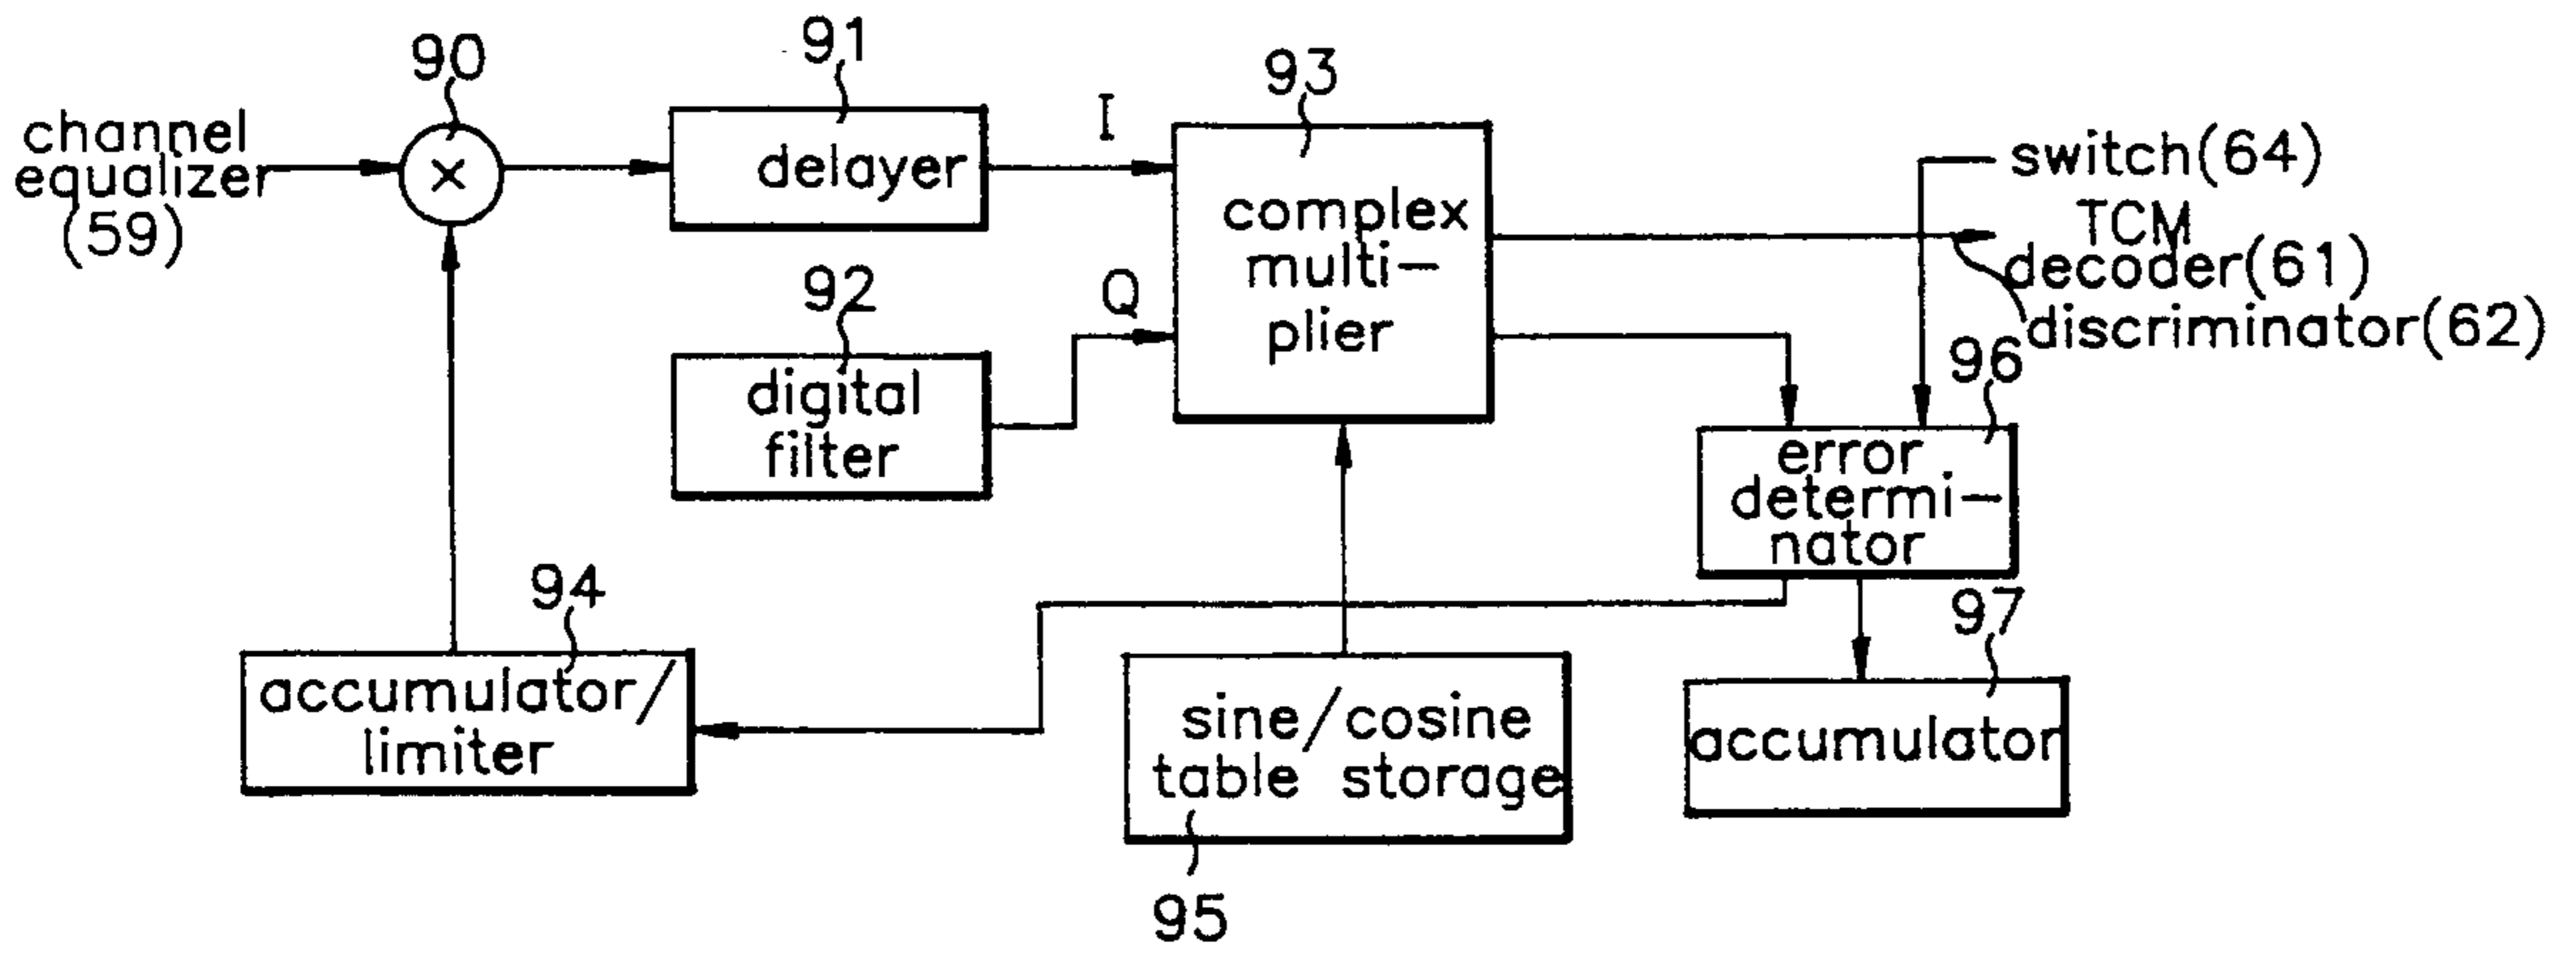 90
91
93
channel
equalizer
(59)
×
delayer
I
complex
multi-
plier
switch(64)
TCM
decoder(61)
discriminator(62)
92
Q
digital
filter
96
error
determi-
nator
94
accumulator/
limiter
sine/cosine
table storage
95
97
accumulator